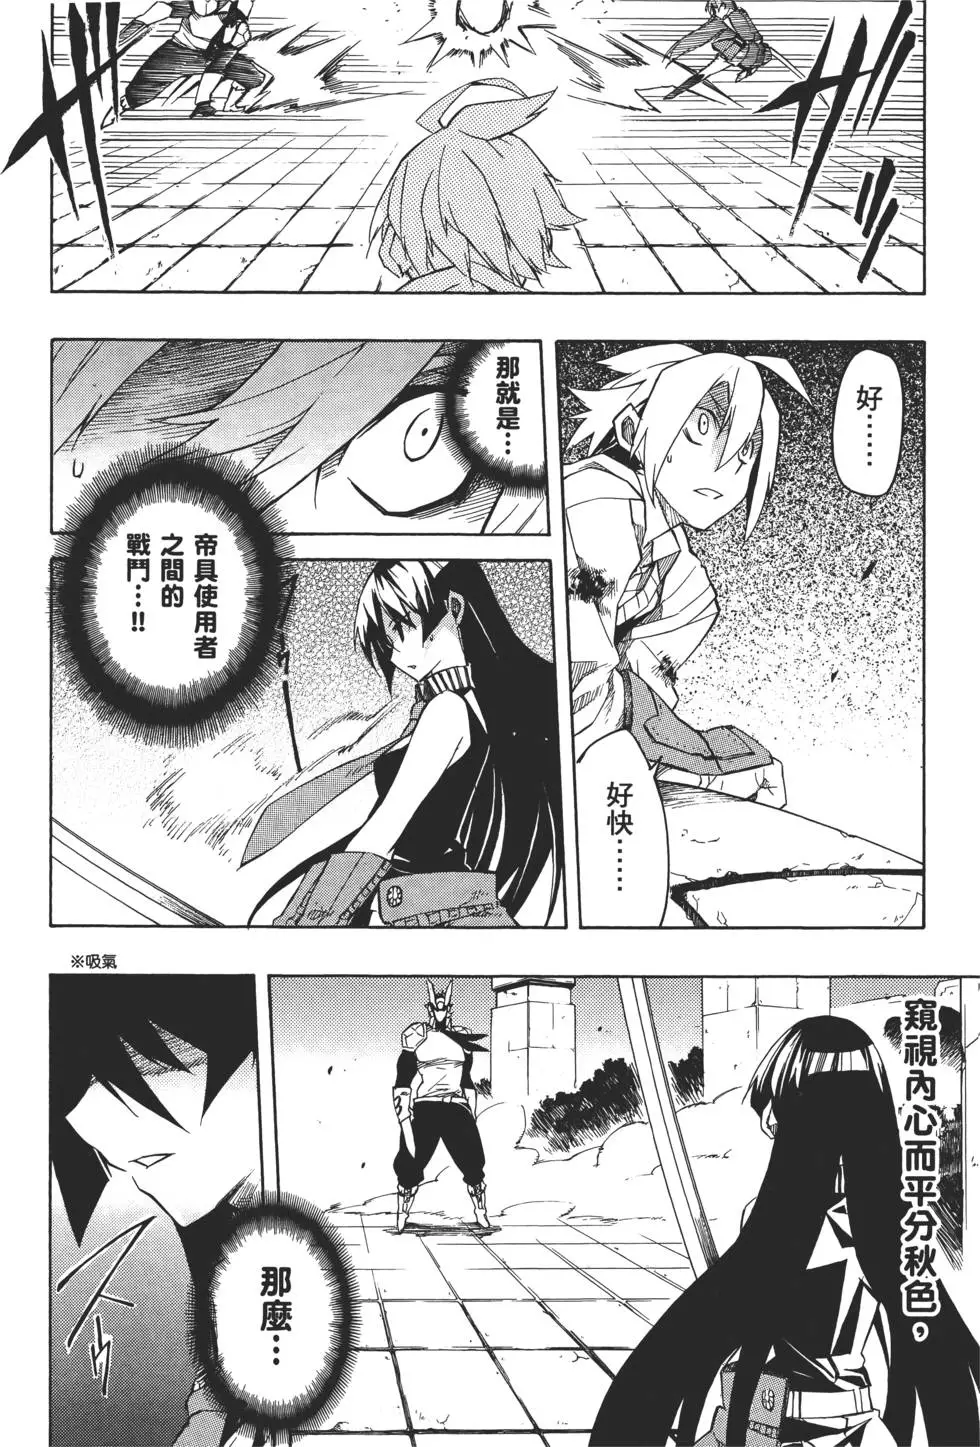 好……
好快……
那就是…
帝具使用者
之間的
戰鬥…!!
窺視內心而平分秋色，
※吸氣
那麼…